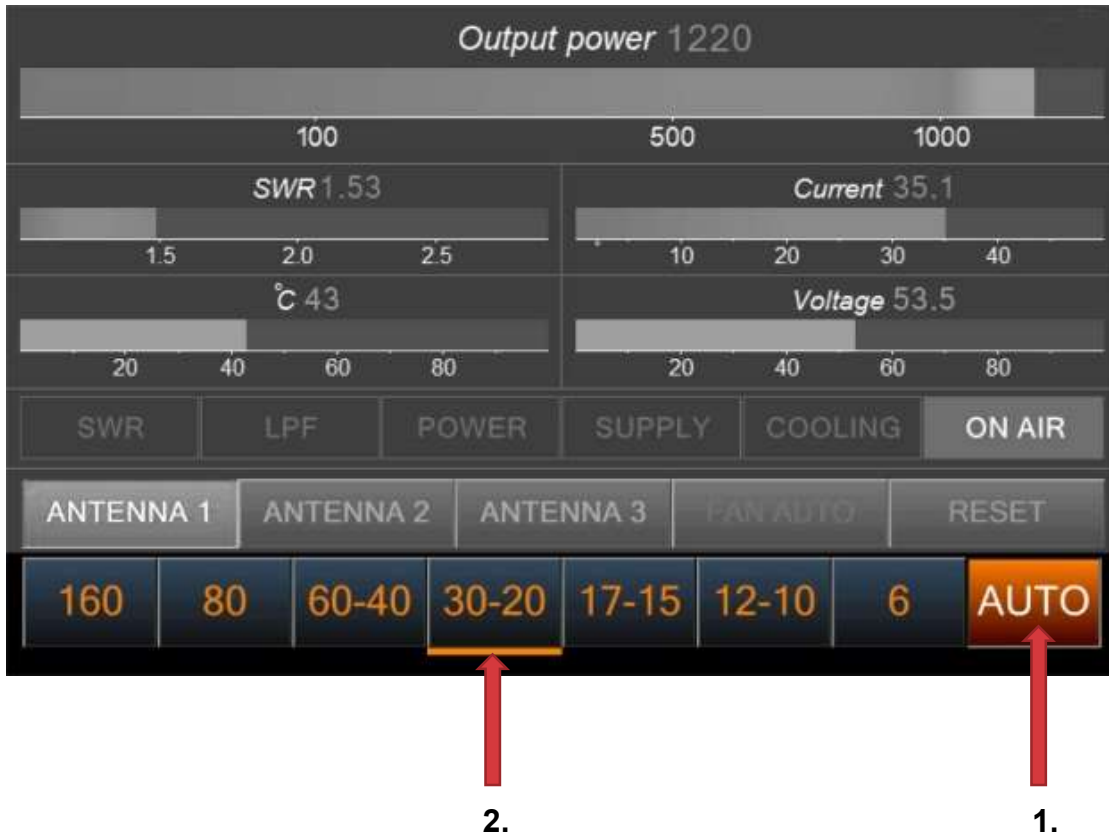 Output power 1220
100 500 1000
SWR 1.53 Current 35.1
1.5 2.0 2.5 10 20 30 40
°C 43 Voltage 53.5
20 40 60 80 20 40 60 80
SWR LPF POWER SUPPLY COOLING ON AIR
ANTENNA 1 ANTENNA 2 ANTENNA 3 FAN AUTO RESET
160 80 60-40 30-20 17-15 12-10 6 AUTO
2. 1.